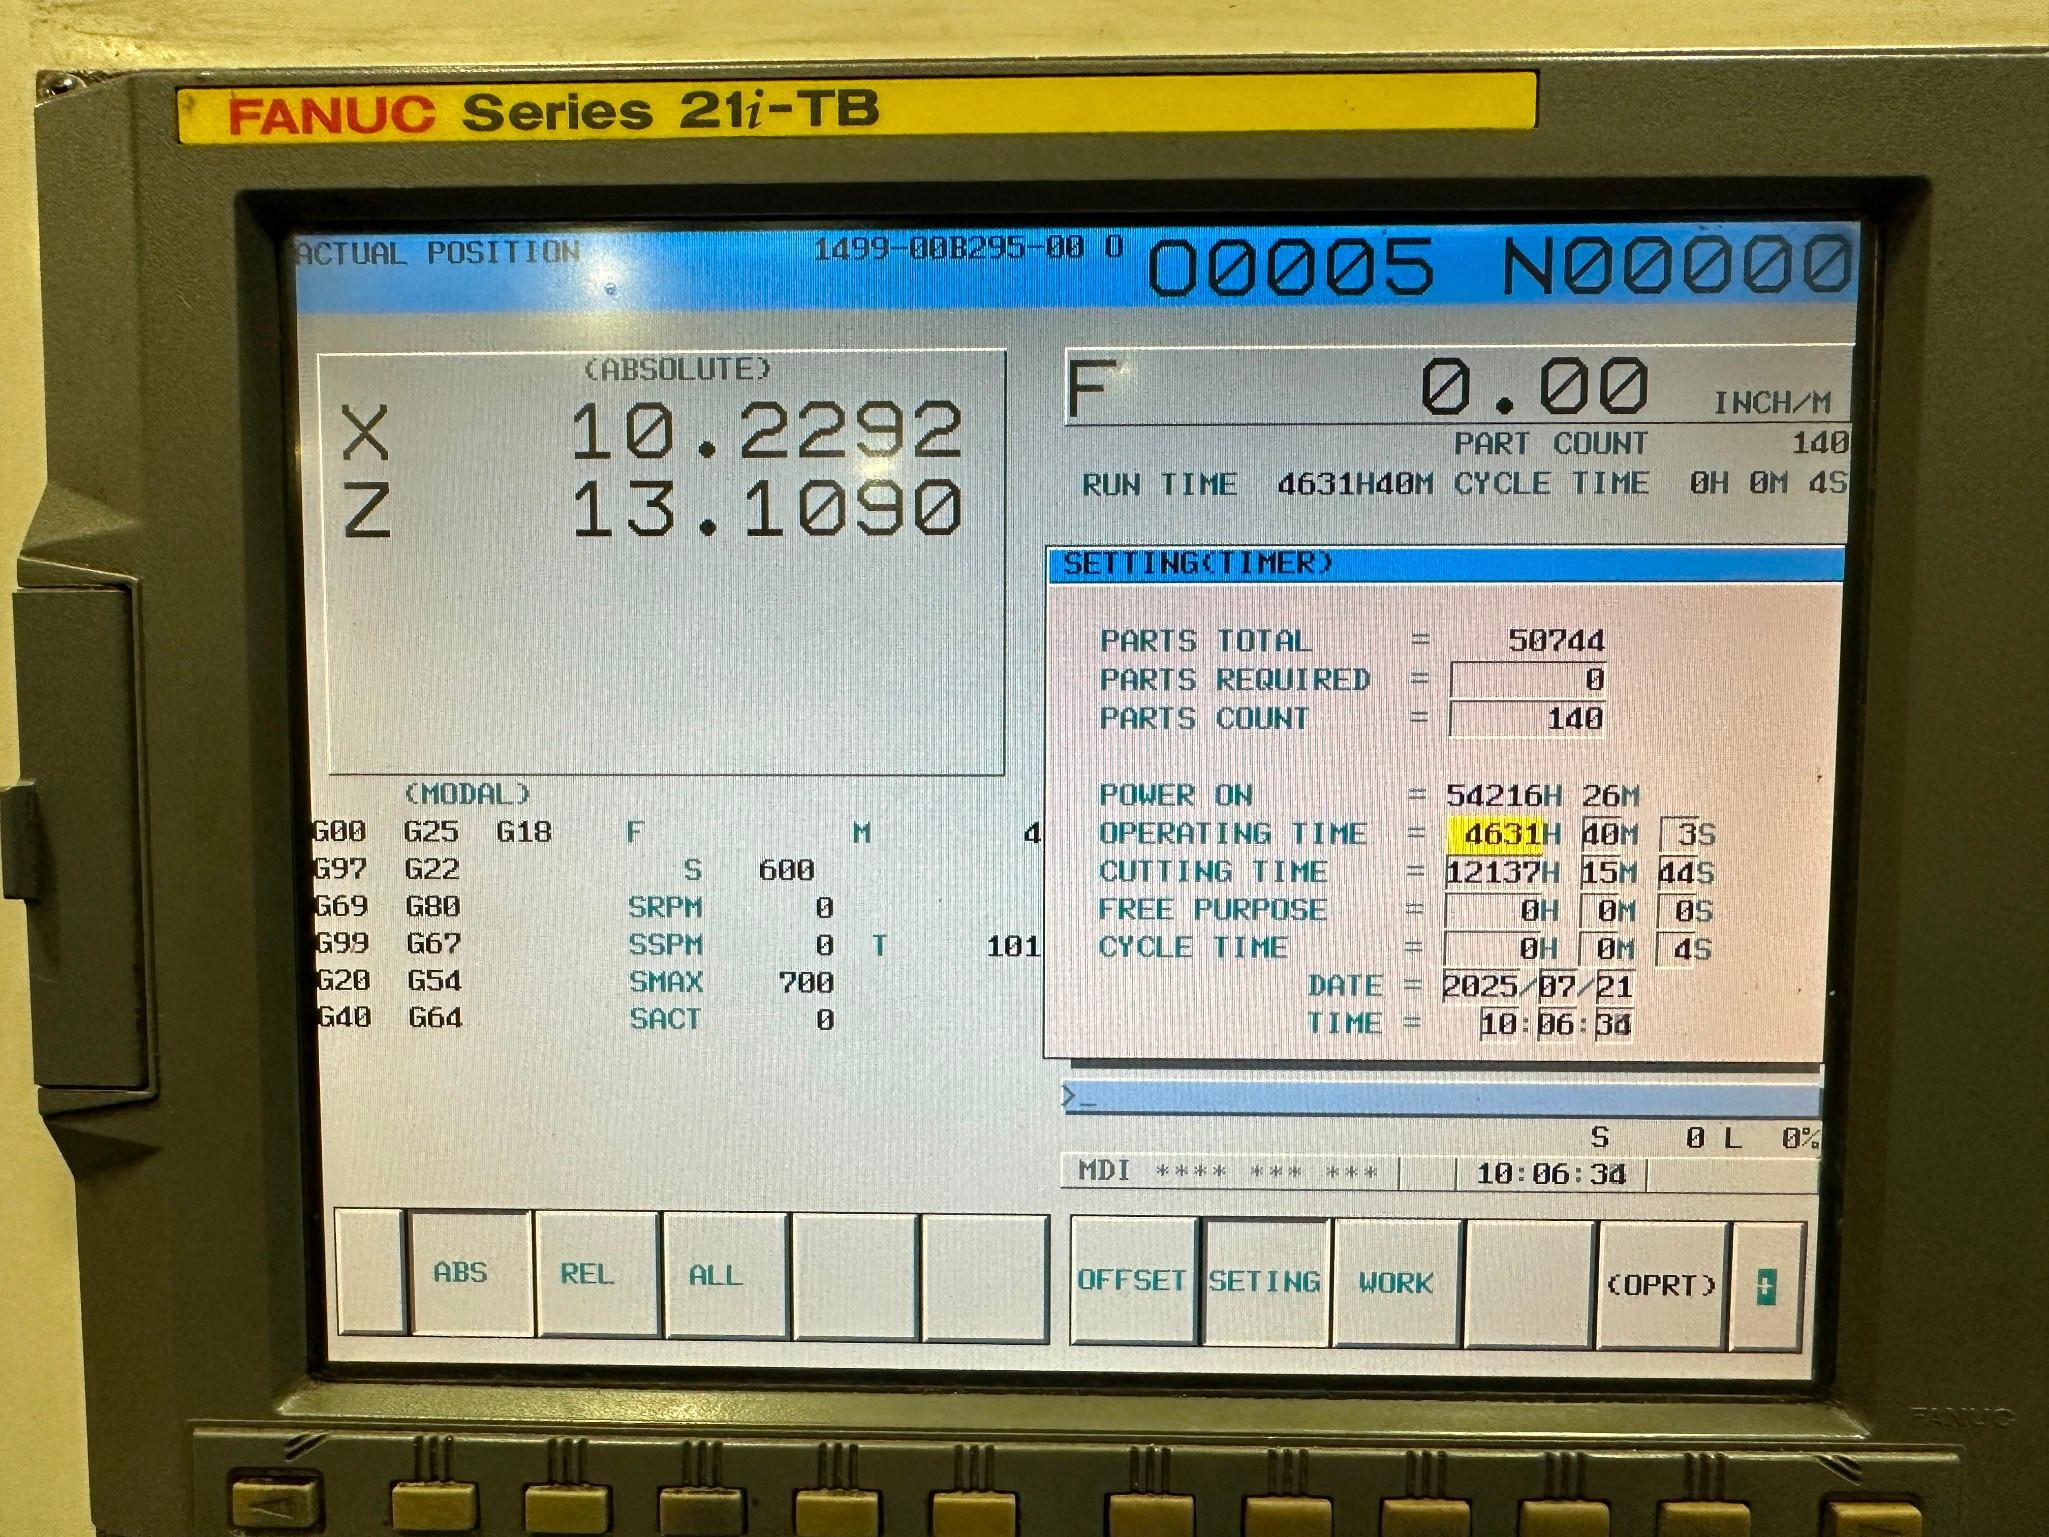 FANUC Series 21i-TB
ACTUAL POSITION 1499-00B295-00 O O0005 N00000
(ABSOLUTE)
X 10.2292
Z 13.1090
F 0.00 INCH/M
PART COUNT 140
RUN TIME 4631H40M CYCLE TIME 0H 0M 4S
(MODAL)
G00 G25 G18 F M 4
G97 G22 S 600
G69 G80 SRPM 0
G99 G67 SSPM 0 T 101
G20 G54 SMAX 700
G40 G64 SACT 0
SETTING(TIMER)
PARTS TOTAL = 50744
PARTS REQUIRED = 0
PARTS COUNT = 140
POWER ON = 54216H 26M
OPERATING TIME = 4631H 40M 3S
CUTTING TIME = 12137H 15M 44S
FREE PURPOSE = 0H 0M 0S
CYCLE TIME = 0H 0M 4S
DATE = 2025/07/21
TIME = 10:06:34
>_
S 0 L 0%
MDI **** *** *** 10:06:34
ABS REL ALL
OFFSET SETING WORK (OPRT) +
FANUC